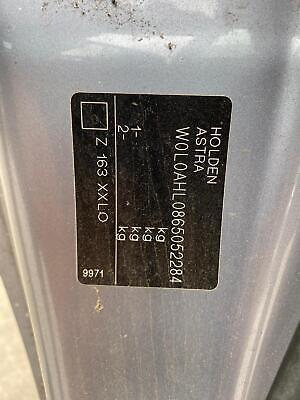 HOLDEN
ASTRA
W0L0AHL0865052284
kg
kg
1- kg
2- kg
Z 163 XXLO
9971